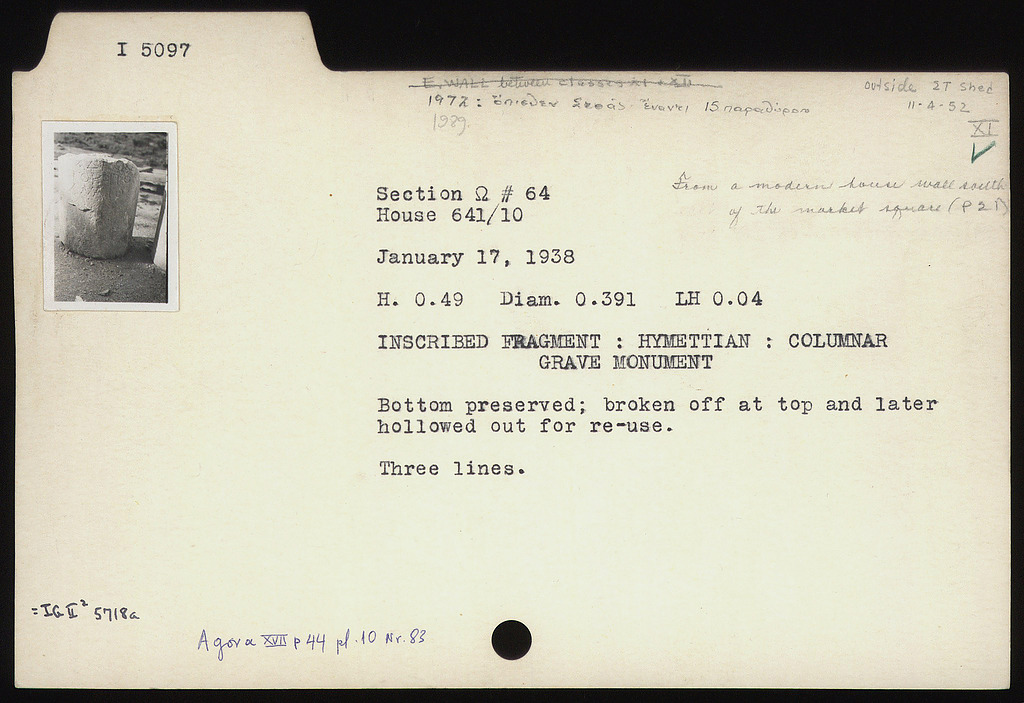 I 5097
E. WALL between classes XI + XII
outside ΣΤ shed
1972: ὄπισθεν Στοάς ἔναντι 15 παραθύρου
11-4-52
1989.
XI
Section Ω # 64
From a modern house wall south
House 641/10
of the market square (P 21)
January 17, 1938
H. 0.49 Diam. 0.391 LH 0.04
INSCRIBED FRAGMENT : HYMETTIAN : COLUMNAR
GRAVE MONUMENT
Bottom preserved; broken off at top and later
hollowed out for re-use.
Three lines.
=IG II² 5718a
Agora XVII p 44 pl. 10 Nr. 83